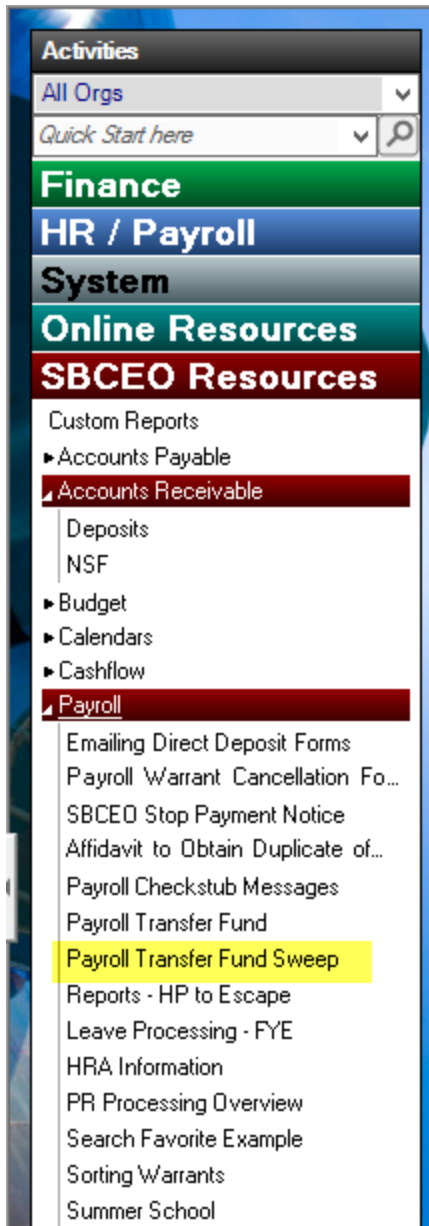 Activities
All Orgs
Quick Start here
Finance
HR / Payroll
System
Online Resources
SBCEO Resources
Custom Reports
Accounts Payable
Accounts Receivable
Deposits
NSF
Budget
Calendars
Cashflow
Payroll
Emailing Direct Deposit Forms
Payroll Warrant Cancellation Fo...
SBCEO Stop Payment Notice
Affidavit to Obtain Duplicate of...
Payroll Checkstub Messages
Payroll Transfer Fund
Payroll Transfer Fund Sweep
Reports - HP to Escape
Leave Processing - FYE
HRA Information
PR Processing Overview
Search Favorite Example
Sorting Warrants
Summer School